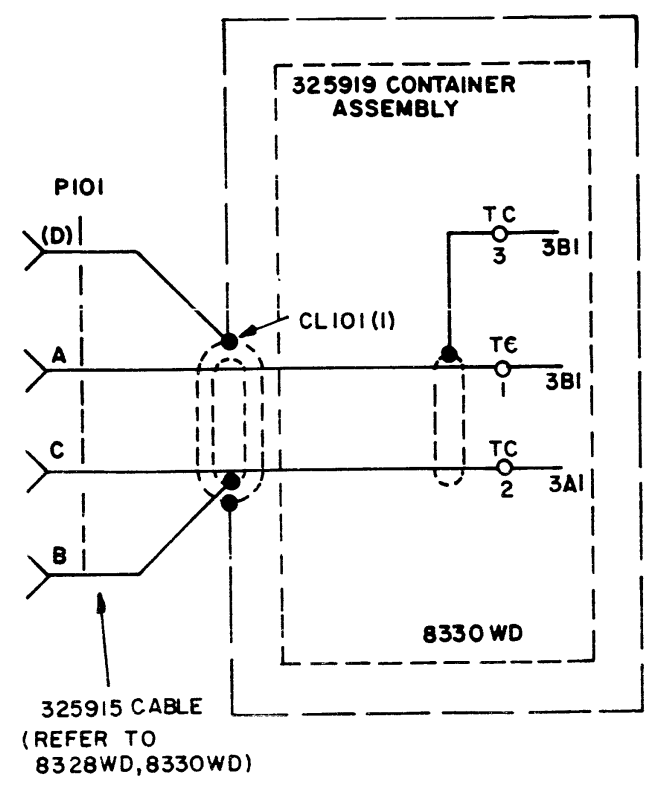 325919 CONTAINER
ASSEMBLY
P101
(D)
TC
3
3B1
CL101(1)
A
TC
1
3B1
C
TC
2
3A1
B
8330WD
325915 CABLE
(REFER TO
8328WD,8330WD)